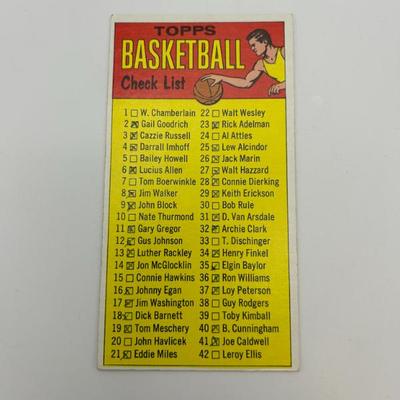 TOPPS
BASKETBALL
Check List
1 W. Chamberlain
2 Gail Goodrich
3 Cazzie Russell
4 Darrall Imhoff
5 Bailey Howell
6 Lucius Allen
7 Tom Boerwinkle
8 Jim Walker
9 John Block
10 Nate Thurmond
11 Gary Gregor
12 Gus Johnson
13 Luther Rackley
14 Jon McGlocklin
15 Connie Hawkins
16 Johnny Egan
17 Jim Washington
18 Dick Barnett
19 Tom Meschery
20 John Havlicek
21 Eddie Miles
22 Walt Wesley
23 Rick Adelman
24 Al Attles
25 Lew Alcindor
26 Jack Marin
27 Walt Hazzard
28 Connie Dierking
29 Keith Erickson
30 Bob Rule
31 D. Van Arsdale
32 Archie Clark
33 T. Dischinger
34 Henry Finkel
35 Elgin Baylor
36 Ron Williams
37 Loy Peterson
38 Guy Rodgers
39 Toby Kimball
40 B. Cunningham
41 Joe Caldwell
42 Leroy Ellis